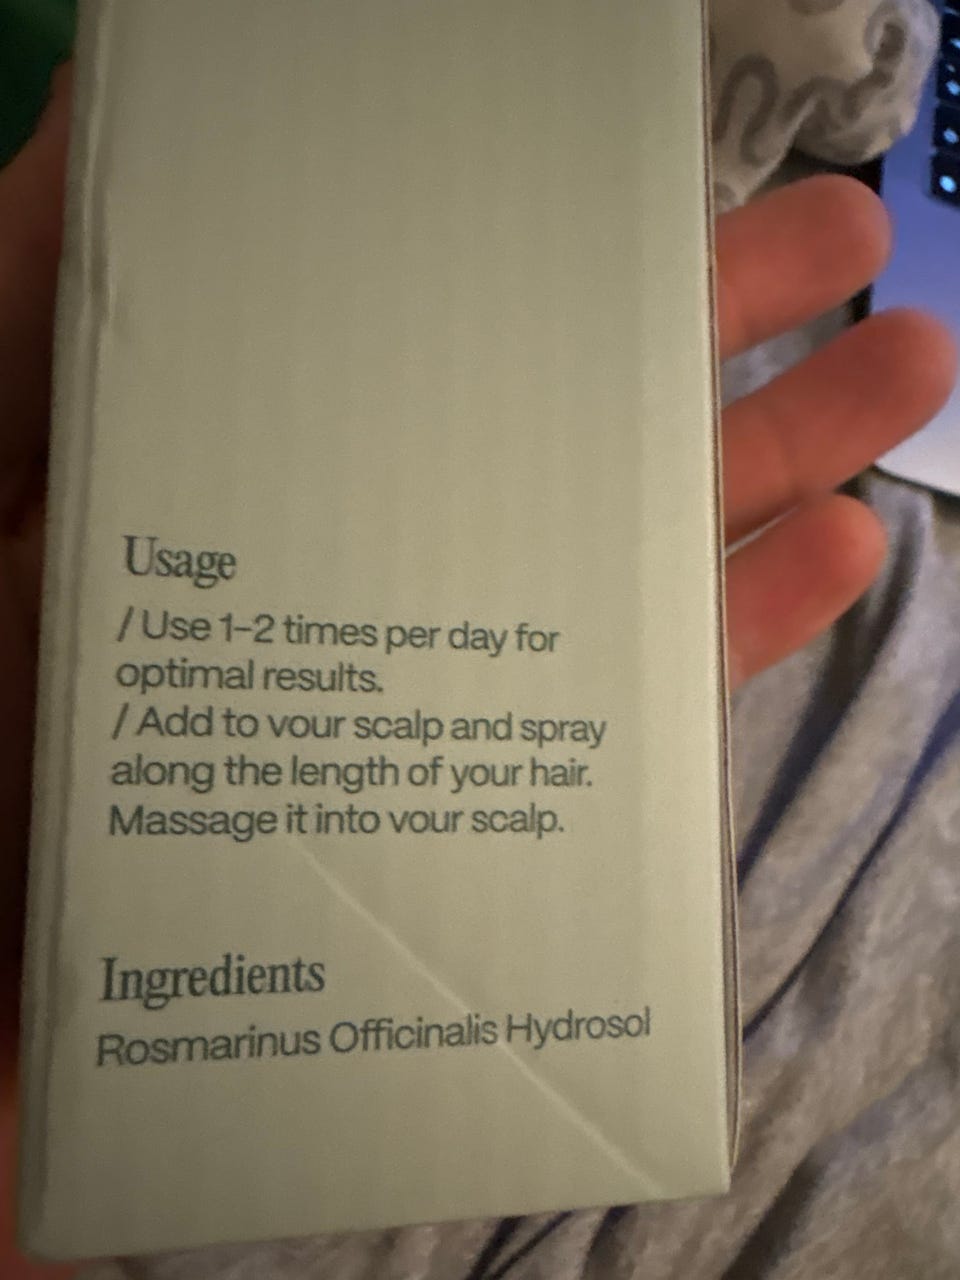 Usage
/ Use 1–2 times per day for
optimal results.
/ Add to your scalp and spray
along the length of your hair.
Massage it into your scalp.
Ingredients
Rosmarinus Officinalis Hydrosol